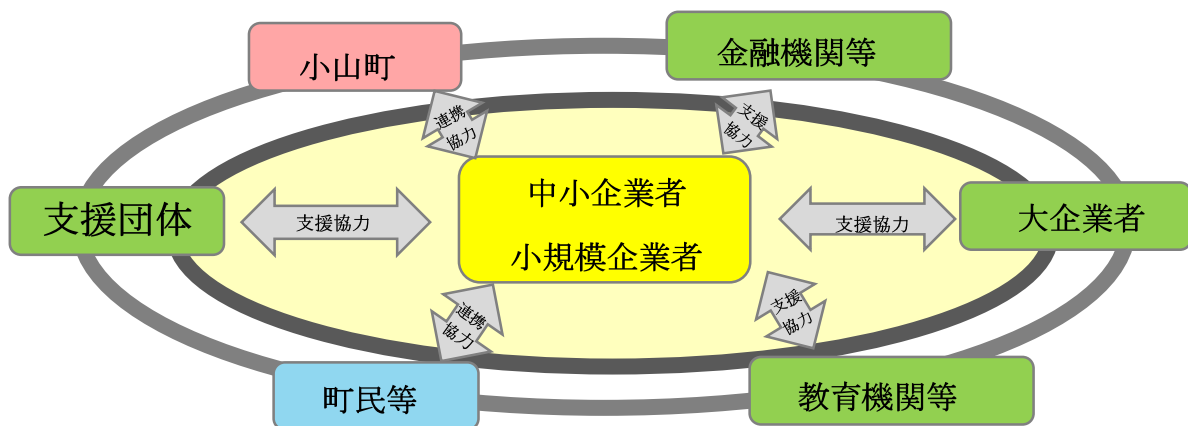 小山町
金融機関等
連携
協力
支援
協力
中小企業者
小規模企業者
支援団体
支援協力
支援協力
大企業者
連携
協力
支援
協力
町民等
教育機関等